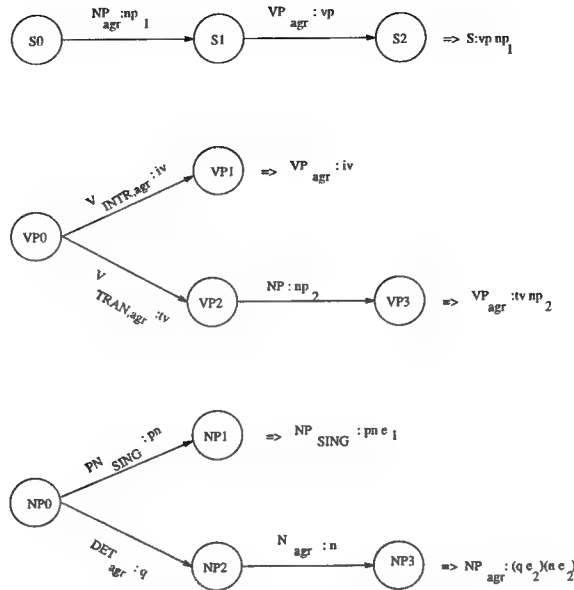 NP agr : np 1
VP agr : vp
S0 S1 S2 => S:vp np 1
V INTR,agr : iv
VP1 => VP agr : iv
VP0
V TRAN,agr : tv
NP : np 2
VP2 VP3 => VP agr : tv np 2
PN SING : pn
NP1 => NP SING : pn e 1
NP0
DET agr : q
N agr : n
NP2 NP3 => NP agr : (q e 2)(n e 2)